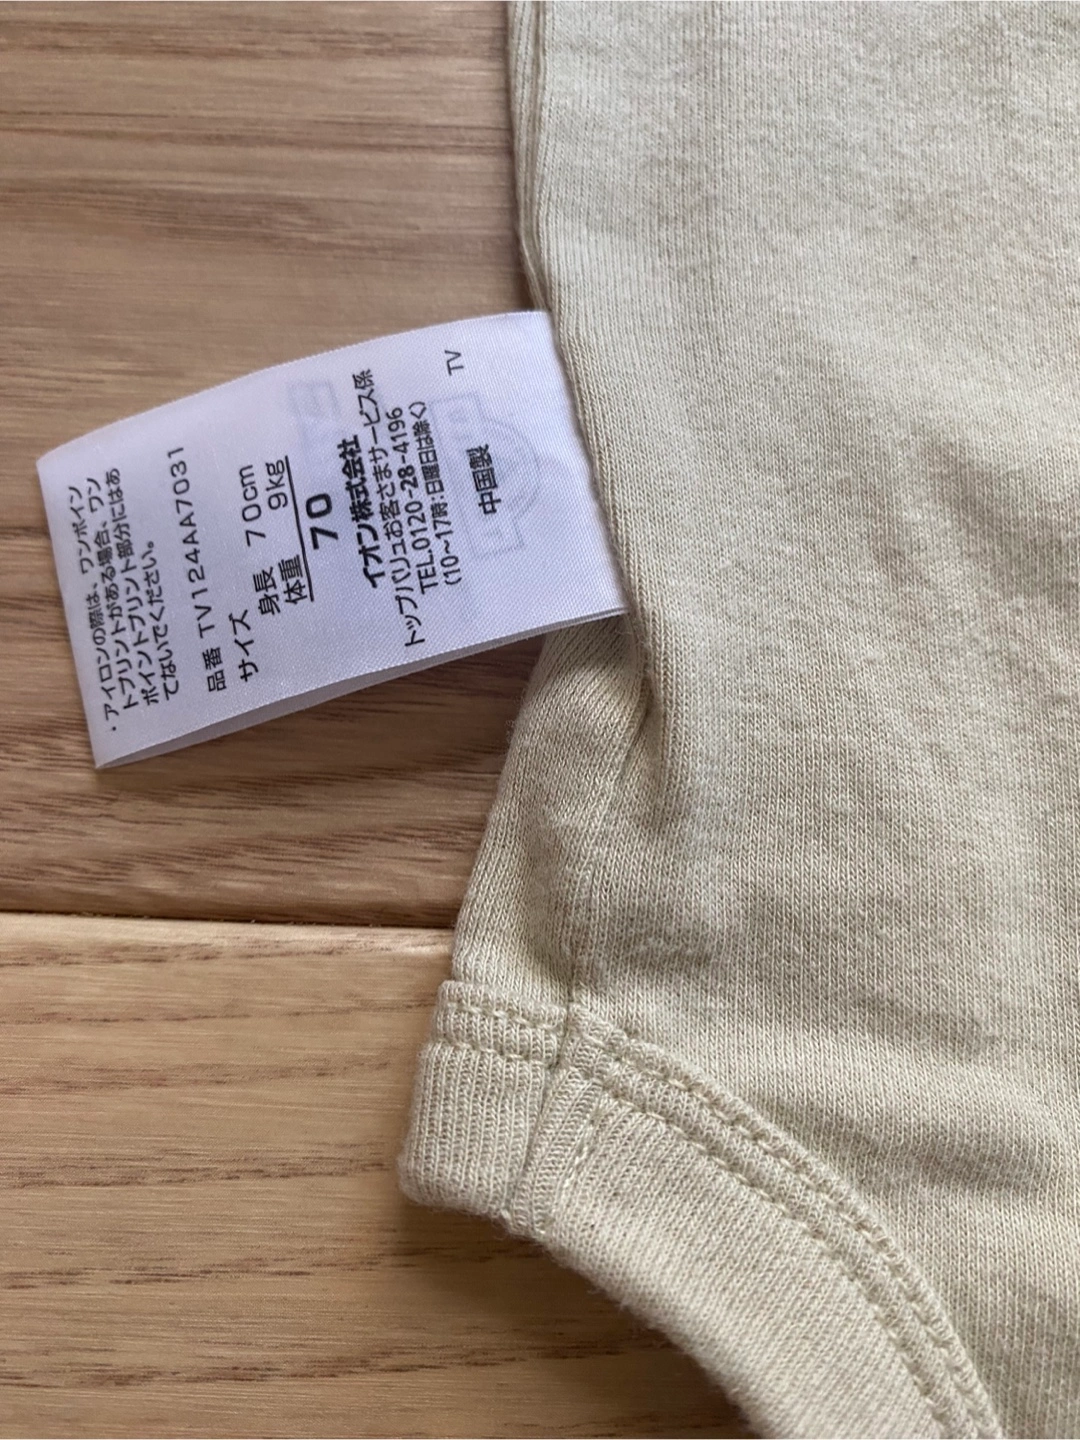 ・アイロンの際は、ワンポイン
トプリントがある場合、ワン
ポイントプリント部分にはあ
てないでください。
品番 TV124AA7031
サイズ
身長 70cm
体重 9kg
70
イオン株式会社
トップバリュお客さまサービス係
TEL.0120-28-4196
(10~17時:日曜日は除く)
中国製 TV